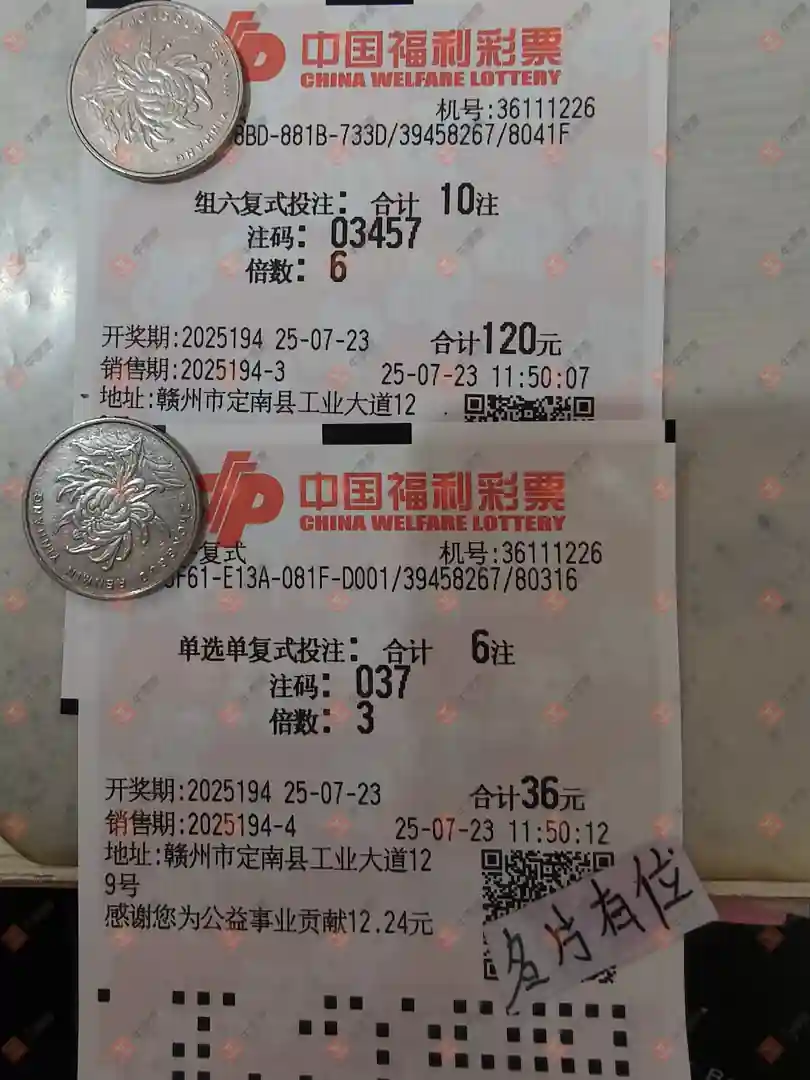 中国福利彩票
CHINA WELFARE LOTTERY
机号:36111226
8BD-881B-733D/39458267/8041F
组六复式投注: 合计 10注
注码: 03457
倍数: 6
开奖期:2025194 25-07-23 合计120元
销售期:2025194-3 25-07-23 11:50:07
地址:赣州市定南县工业大道12
中国福利彩票
CHINA WELFARE LOTTERY
复式 机号:36111226
F61-E13A-081F-D001/39458267/80316
单选单复式投注: 合计 6注
注码: 037
倍数: 3
开奖期:2025194 25-07-23 合计36元
销售期:2025194-4 25-07-23 11:50:12
地址:赣州市定南县工业大道12
9号
感谢您为公益事业贡献12.24元
名片有位